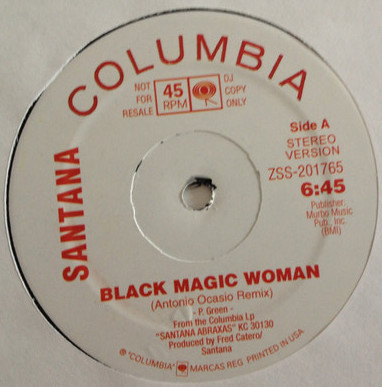 COLUMBIA
NOT
FOR
RESALE
45
RPM
DJ
COPY
ONLY
Side A
STEREO
VERSION
ZSS-201765
6:45
Publisher,
Murbo Music
Pub., Inc.
(BMI)
SANTANA
BLACK MAGIC WOMAN
(Antonio Ocasio Remix)
- P. Green -
From the Columbia Lp
"SANTANA ABRAXAS" KC 30130
Produced by Fred Catero/
Santana
℗ "COLUMBIA" MARCAS REG. PRINTED IN USA